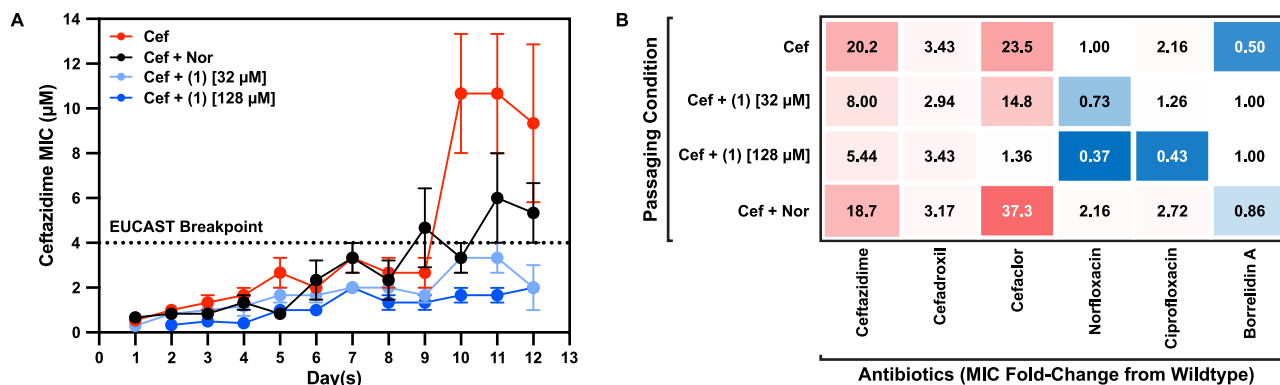 A
Ceftazidime MIC (µM)
14
12
10
8
6
4
2
0
Cef
Cef + Nor
Cef + (1) [32 µM]
Cef + (1) [128 µM]
EUCAST Breakpoint
0 1 2 3 4 5 6 7 8 9 10 11 12 13
Day(s)
B
Passaging Condition
Cef 20.2 3.43 23.5 1.00 2.16 0.50
Cef + (1) [32 µM] 8.00 2.94 14.8 0.73 1.26 1.00
Cef + (1) [128 µM] 5.44 3.43 1.36 0.37 0.43 1.00
Cef + Nor 18.7 3.17 37.3 2.16 2.72 0.86
Ceftazidime
Cefadroxil
Cefaclor
Norfloxacin
Ciprofloxacin
Borrelidin A
Antibiotics (MIC Fold-Change from Wildtype)